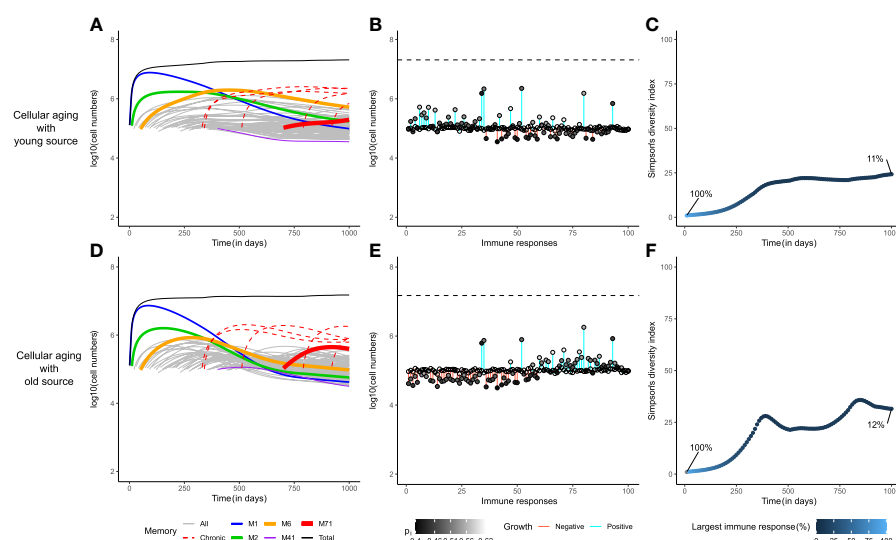 A
B
C
Cellular aging
with
young source
log10(cell numbers)
8
6
4
2
0
250
500
750
1000
Time(in days)
log10(cell numbers)
8
6
4
2
0
25
50
75
100
Immune responses
Simpson's diversity index
100
75
50
25
0
100%
11%
0
250
500
750
1000
Time(in days)
D
E
F
Cellular aging
with
old source
log10(cell numbers)
8
6
4
2
0
250
500
750
1000
Time(in days)
log10(cell numbers)
8
6
4
2
0
25
50
75
100
Immune responses
Simpson's diversity index
100
75
50
25
0
100%
12%
0
250
500
750
1000
Time(in days)
Memory
All
M1
M6
M71
Chronic
M2
M41
Total
Growth
Negative
Positive
Largest immune response(%)